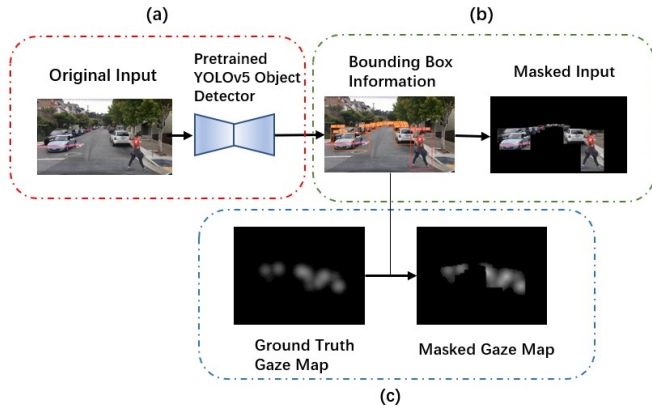 (a)
(b)
Original Input
Pretrained
YOLOv5 Object
Detector
Bounding Box
Information
Masked Input
Ground Truth
Gaze Map
Masked Gaze Map
(c)